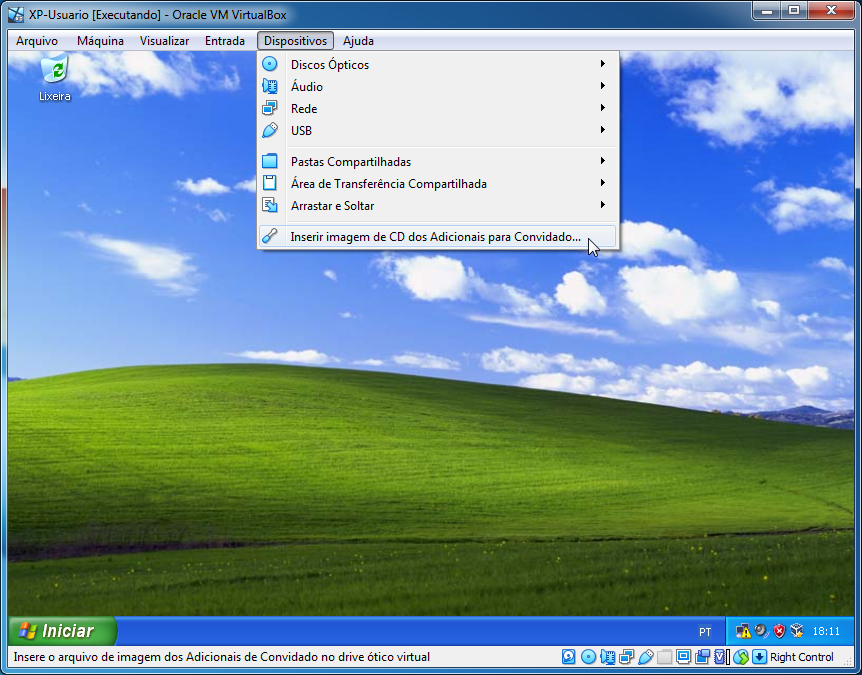 XP-Usuario [Executando] - Oracle VM VirtualBox
Arquivo Máquina Visualizar Entrada Dispositivos Ajuda
Lixeira
Discos Ópticos
Áudio
Rede
USB
Pastas Compartilhadas
Área de Transferência Compartilhada
Arrastar e Soltar
Inserir imagem de CD dos Adicionais para Convidado...
Iniciar PT 18:11
Insere o arquivo de imagem dos Adicionais de Convidado no drive ótico virtual Right Control